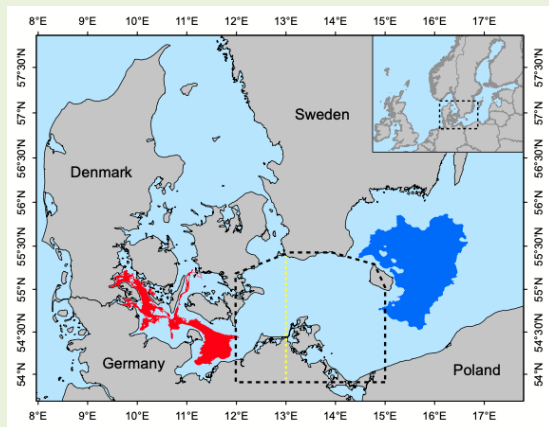 8°E 9°E 10°E 11°E 12°E 13°E 14°E 15°E 16°E 17°E
57°30'N 57°30'N
57°N 57°N
Sweden
56°30'N 56°30'N
Denmark
56°N 56°N
55°30'N 55°30'N
55°N 55°N
54°30'N 54°30'N
Germany
Poland
54°N 54°N
8°E 9°E 10°E 11°E 12°E 13°E 14°E 15°E 16°E 17°E